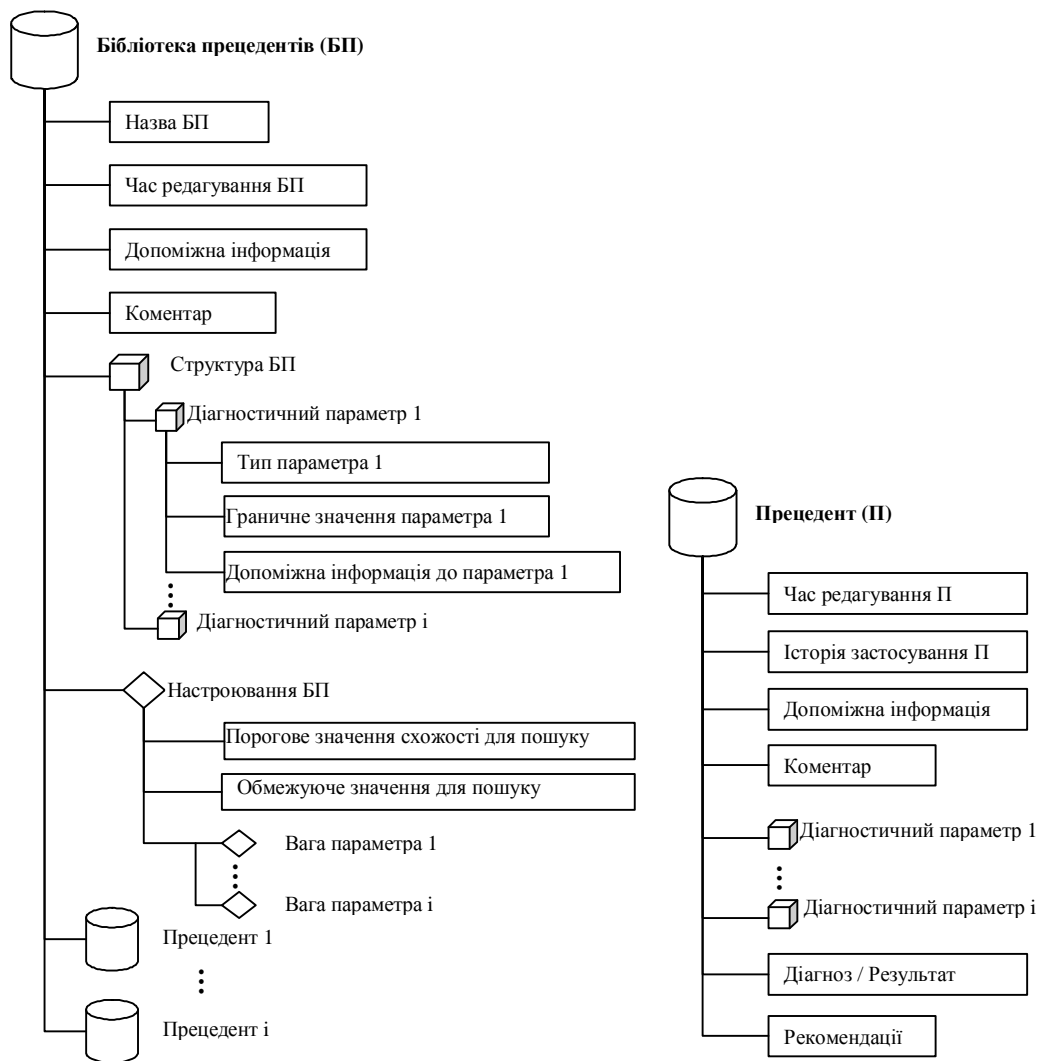 Бібліотека прецедентів (БП)
Назва БП
Час редагування БП
Допоміжна інформація
Коментар
Структура БП
Діагностичний параметр 1
Тип параметра 1
Граничне значення параметра 1
Допоміжна інформація до параметра 1
Діагностичний параметр і
Настроювання БП
Порогове значення схожості для пошуку
Обмежуюче значення для пошуку
Вага параметра 1
Вага параметра і
Прецедент 1
Прецедент і
Прецедент (П)
Час редагування П
Історія застосування П
Допоміжна інформація
Коментар
Діагностичний параметр 1
Діагностичний параметр і
Діагноз / Результат
Рекомендації